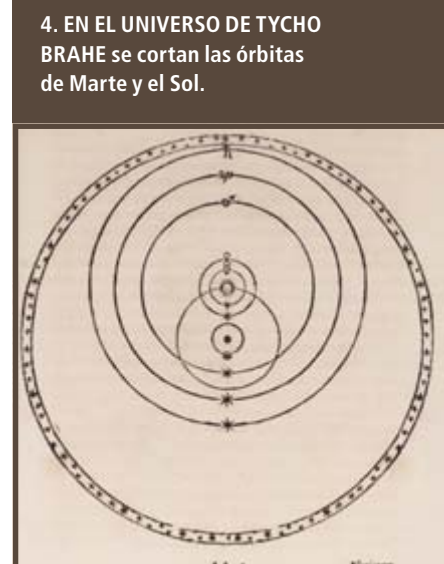 4. EN EL UNIVERSO DE TYCHO
BRAHE se cortan las órbitas
de Marte y el Sol.